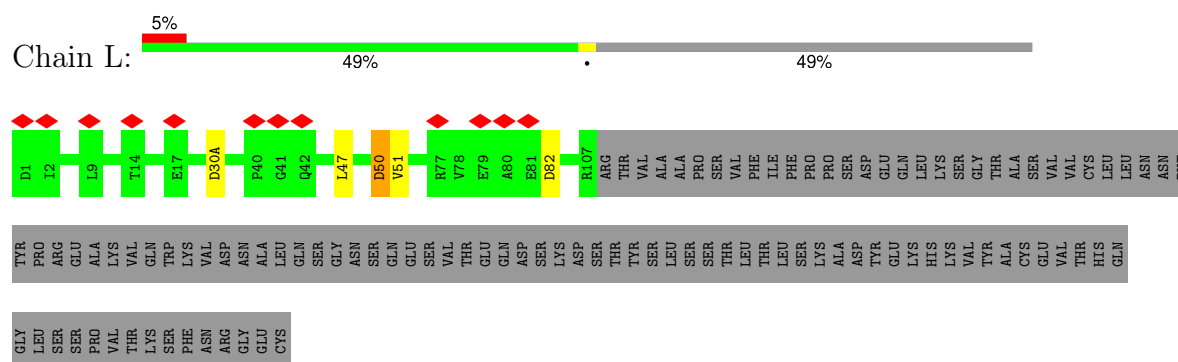 5%
Chain L:
49% • 49%
D1 I2 L9 T14 E17 D30A P40 G41 Q42 L47 D50 V51 R77 V78 E79 A80 E81 D82 R107 ARG THR VAL ALA ALA PRO SER VAL PHE ILE PHE PRO PRO SER ASP GLU GLN LEU LYS SER GLY THR ALA SER VAL VAL CYS LEU LEU ASN ASN
TYR PRO ARG GLU ALA LYS VAL GLN TRP LYS VAL ASP ASN ALA LEU GLN SER GLY ASN SER GLN GLU SER VAL THR GLU GLN ASP SER LYS ASP SER THR TYR SER LEU SER SER THR LEU THR LEU SER LYS ALA ASP TYR GLU LYS HIS LYS VAL TYR ALA CYS GLU VAL THR HIS GLN
GLY LEU SER SER PRO VAL THR LYS SER PHE ASN ARG GLY GLU CYS